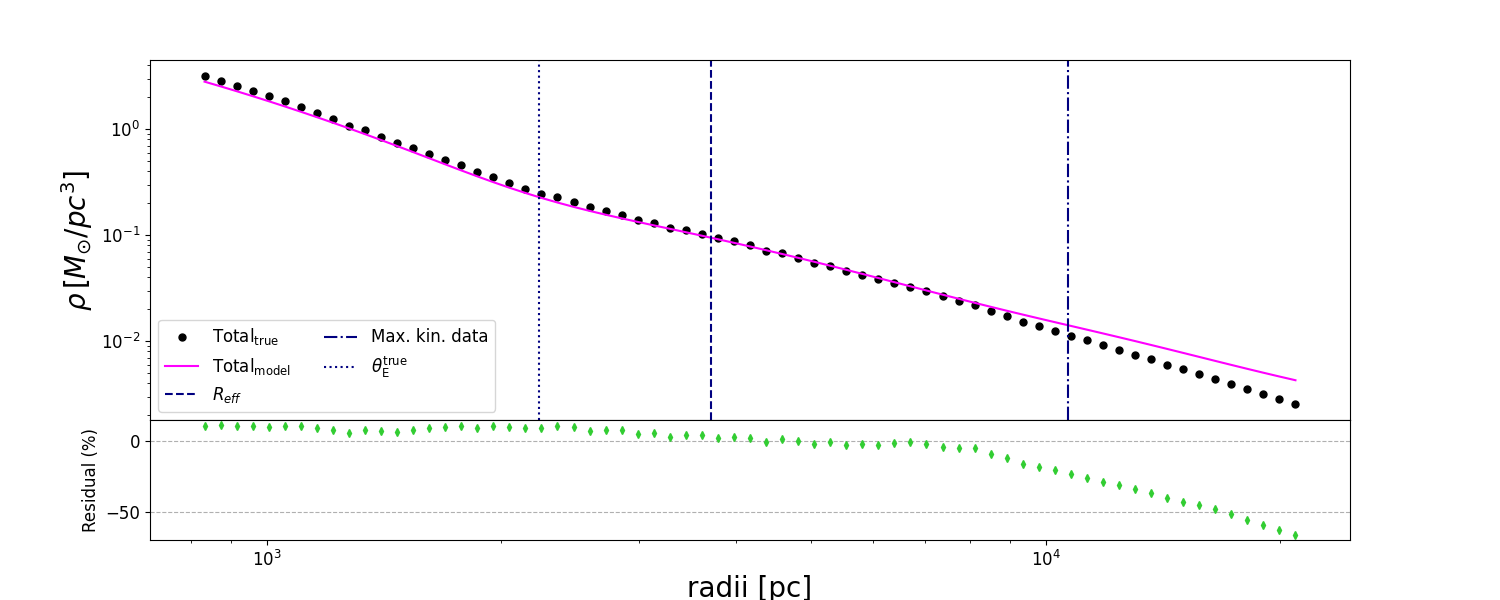 ρ [M⊙/pc³]
10⁰
10⁻¹
10⁻²
Total_true
Total_model
R_eff
Max. kin. data
θ_E^true
Residual (%)
0
−50
10³
10⁴
radii [pc]